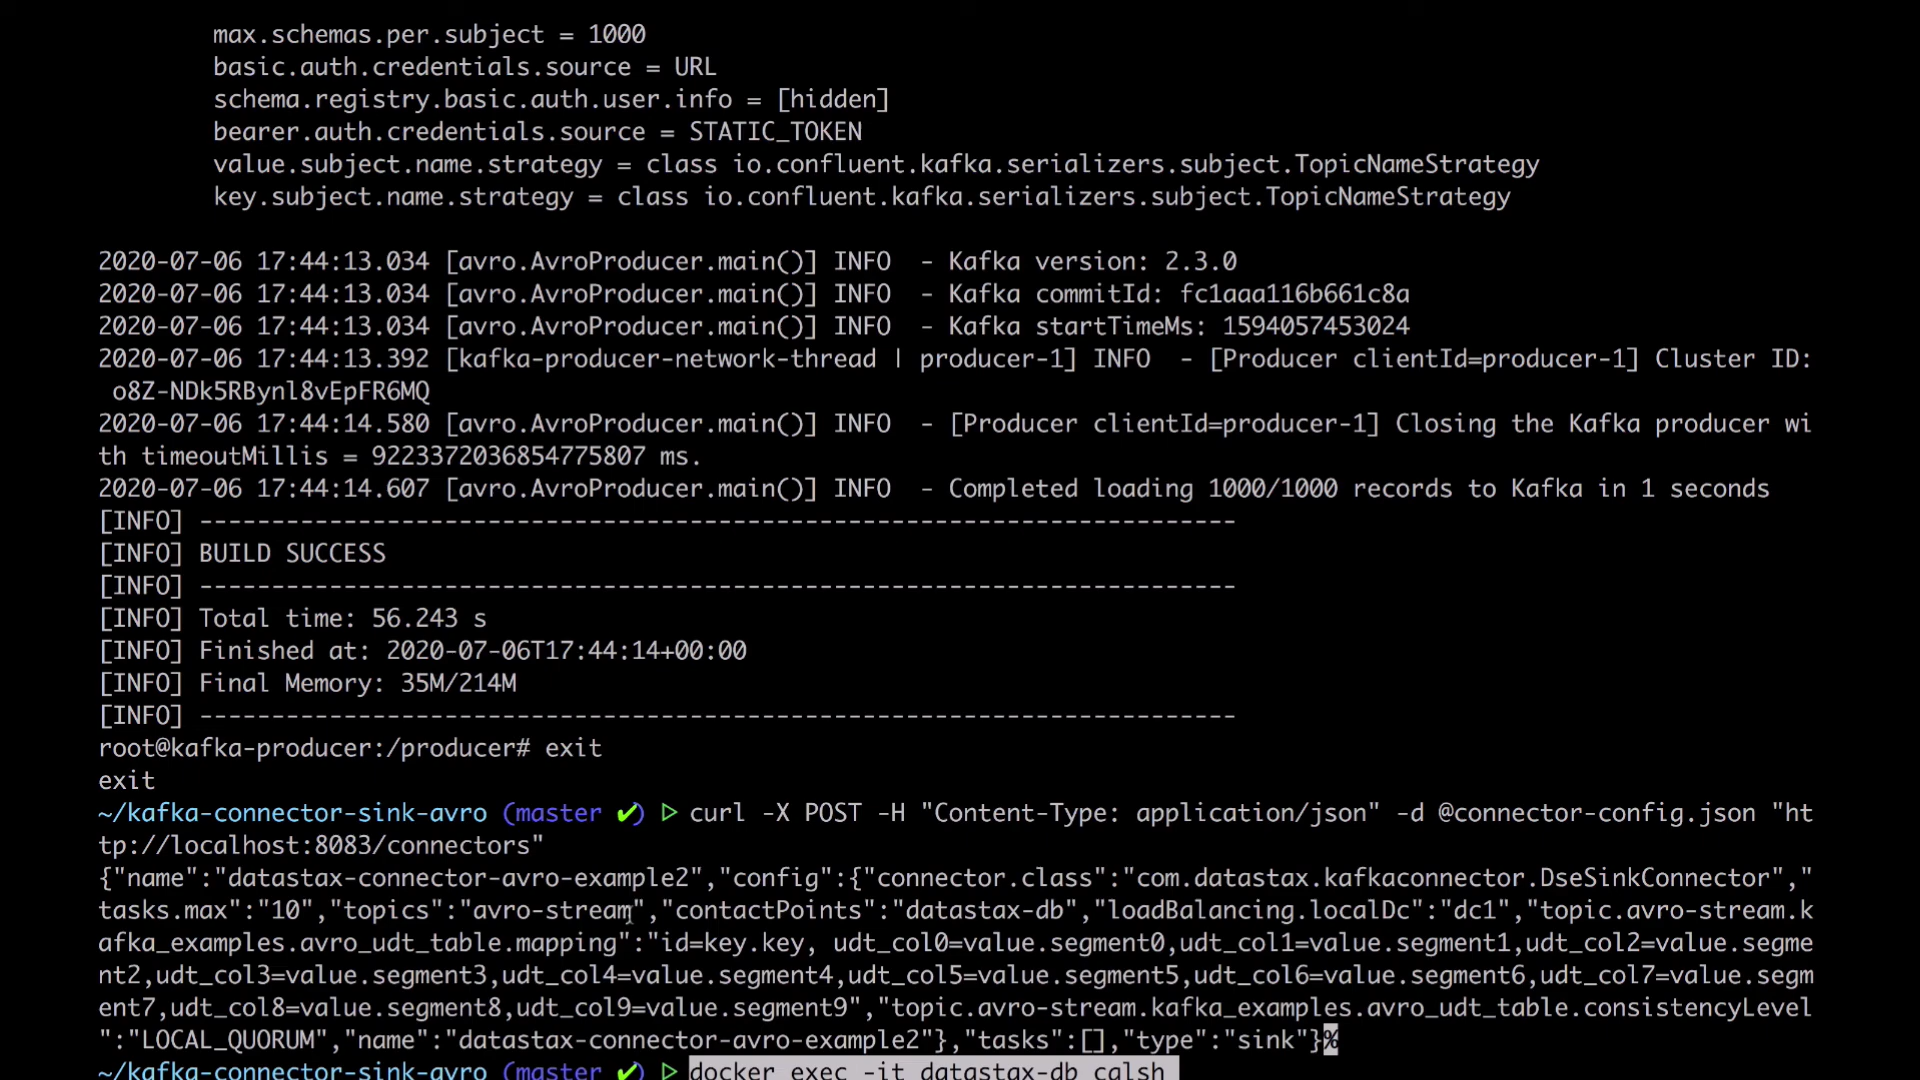 max.schemas.per.subject = 1000
basic.auth.credentials.source = URL
schema.registry.basic.auth.user.info = [hidden]
bearer.auth.credentials.source = STATIC_TOKEN
value.subject.name.strategy = class io.confluent.kafka.serializers.subject.TopicNameStrategy
key.subject.name.strategy = class io.confluent.kafka.serializers.subject.TopicNameStrategy
2020-07-06 17:44:13.034 [avro.AvroProducer.main()] INFO  - Kafka version: 2.3.0
2020-07-06 17:44:13.034 [avro.AvroProducer.main()] INFO  - Kafka commitId: fc1aaa116b661c8a
2020-07-06 17:44:13.034 [avro.AvroProducer.main()] INFO  - Kafka startTimeMs: 1594057453024
2020-07-06 17:44:13.392 [kafka-producer-network-thread | producer-1] INFO  - [Producer clientId=producer-1] Cluster ID:
o8Z-NDk5RBynl8vEpFR6MQ
2020-07-06 17:44:14.580 [avro.AvroProducer.main()] INFO  - [Producer clientId=producer-1] Closing the Kafka producer wi
th timeoutMillis = 9223372036854775807 ms.
2020-07-06 17:44:14.607 [avro.AvroProducer.main()] INFO  - Completed loading 1000/1000 records to Kafka in 1 seconds
[INFO] ------------------------------------------------------------------------
[INFO] BUILD SUCCESS
[INFO] ------------------------------------------------------------------------
[INFO] Total time: 56.243 s
[INFO] Finished at: 2020-07-06T17:44:14+00:00
[INFO] Final Memory: 35M/214M
[INFO] ------------------------------------------------------------------------
root@kafka-producer:/producer# exit
exit
~/kafka-connector-sink-avro (master ✔) ▷ curl -X POST -H "Content-Type: application/json" -d @connector-config.json "ht
tp://localhost:8083/connectors"
{"name":"datastax-connector-avro-example2","config":{"connector.class":"com.datastax.kafkaconnector.DseSinkConnector","
tasks.max":"10","topics":"avro-stream","contactPoints":"datastax-db","loadBalancing.localDc":"dc1","topic.avro-stream.k
afka_examples.avro_udt_table.mapping":"id=key.key, udt_col0=value.segment0,udt_col1=value.segment1,udt_col2=value.segme
nt2,udt_col3=value.segment3,udt_col4=value.segment4,udt_col5=value.segment5,udt_col6=value.segment6,udt_col7=value.segm
ent7,udt_col8=value.segment8,udt_col9=value.segment9","topic.avro-stream.kafka_examples.avro_udt_table.consistencyLevel
":"LOCAL_QUORUM","name":"datastax-connector-avro-example2"},"tasks":[],"type":"sink"}%
~/kafka-connector-sink-avro (master ✔) ▷ docker exec -it datastax-db cqlsh